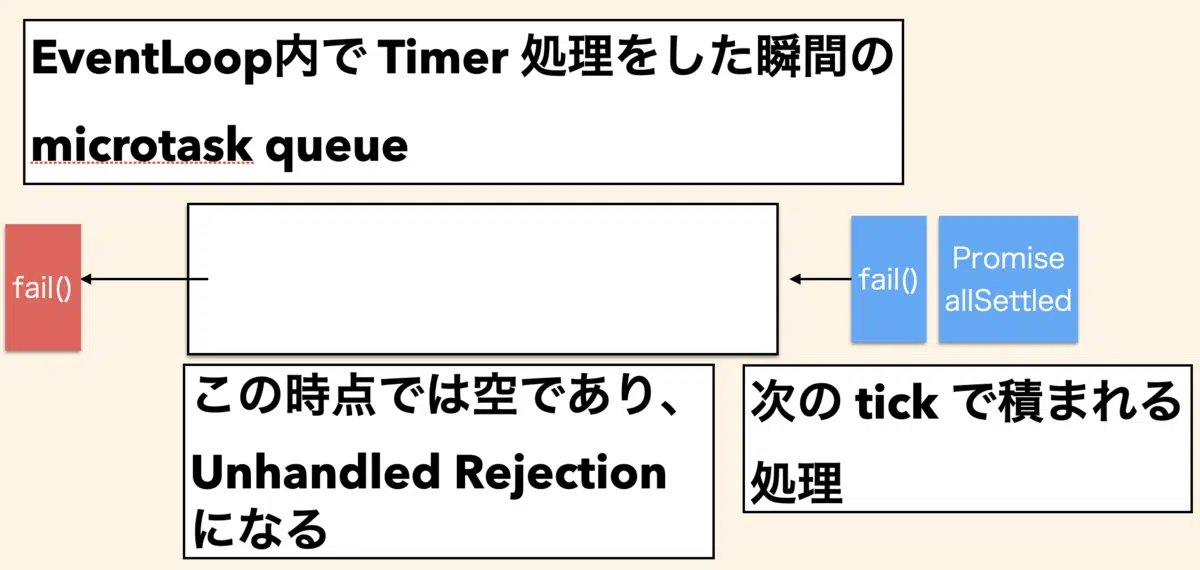 EventLoop内で Timer 処理をした瞬間の
microtask queue
fail()
fail()
Promise
allSettled
この時点では空であり、
Unhandled Rejection
になる
次の tick で積まれる
処理